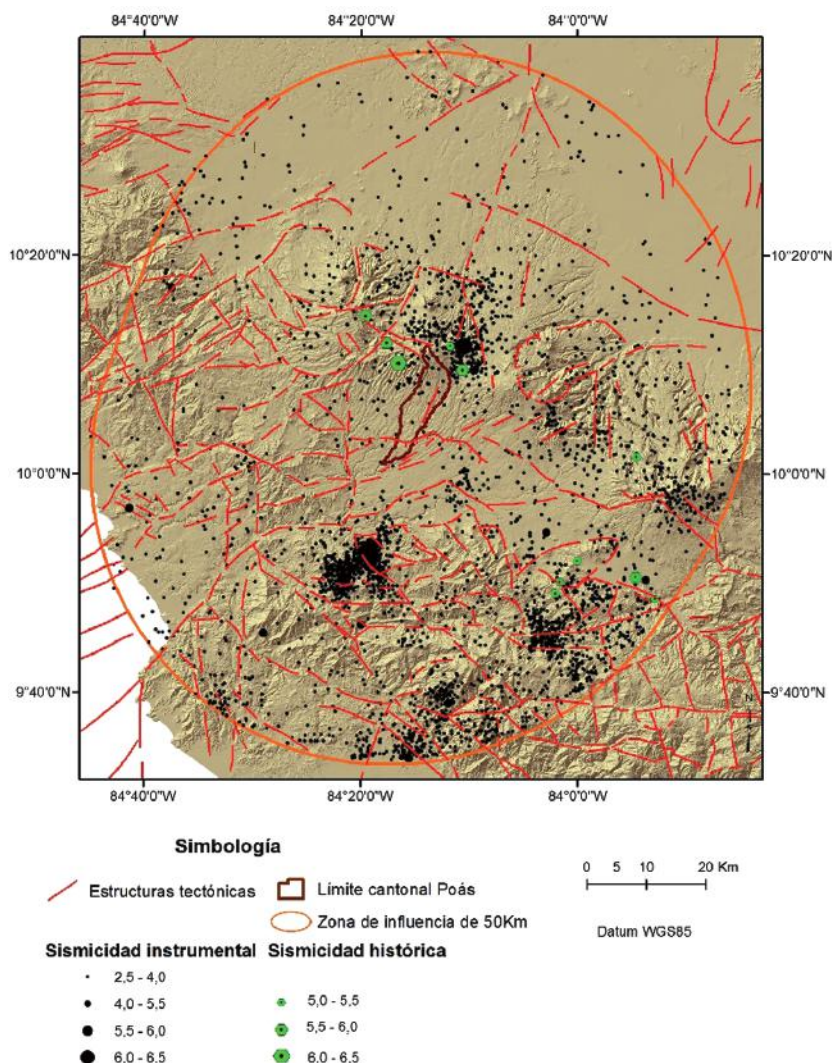 84°40'0"W 84°20'0"W 84°0'0"W
10°20'0"N 10°20'0"N
10°0'0"N 10°0'0"N
9°40'0"N 9°40'0"N
N
84°40'0"W 84°20'0"W 84°0'0"W
Simbología
Estructuras tectónicas Límite cantonal Poás
Zona de influencia de 50Km
0 5 10 20 Km
Datum WGS85
Sismicidad instrumental Sismicidad histórica
2,5 - 4,0
4,0 - 5,5 5,0 - 5,5
5,5 - 6,0 5,5 - 6,0
6,0 - 6,5 6,0 - 6,5